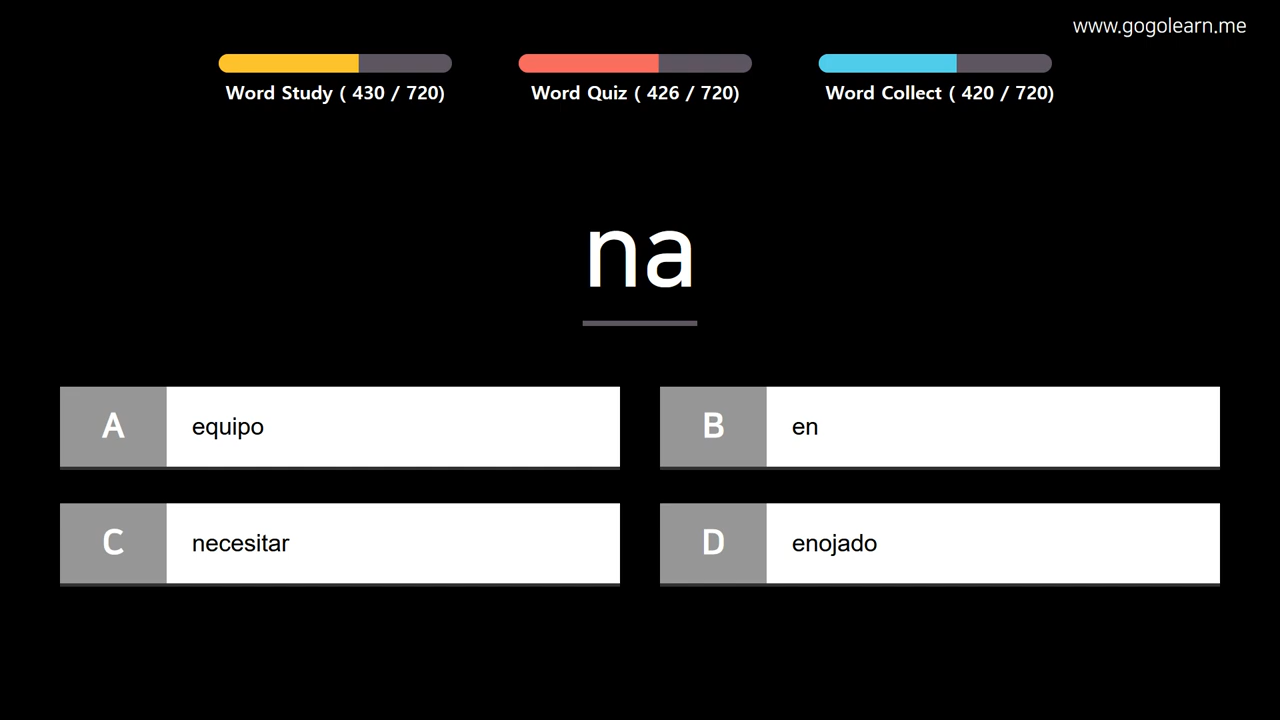 www.gogolearn.me
Word Study ( 430 / 720)
Word Quiz ( 426 / 720)
Word Collect ( 420 / 720)
na
A equipo
B en
C necesitar
D enojado